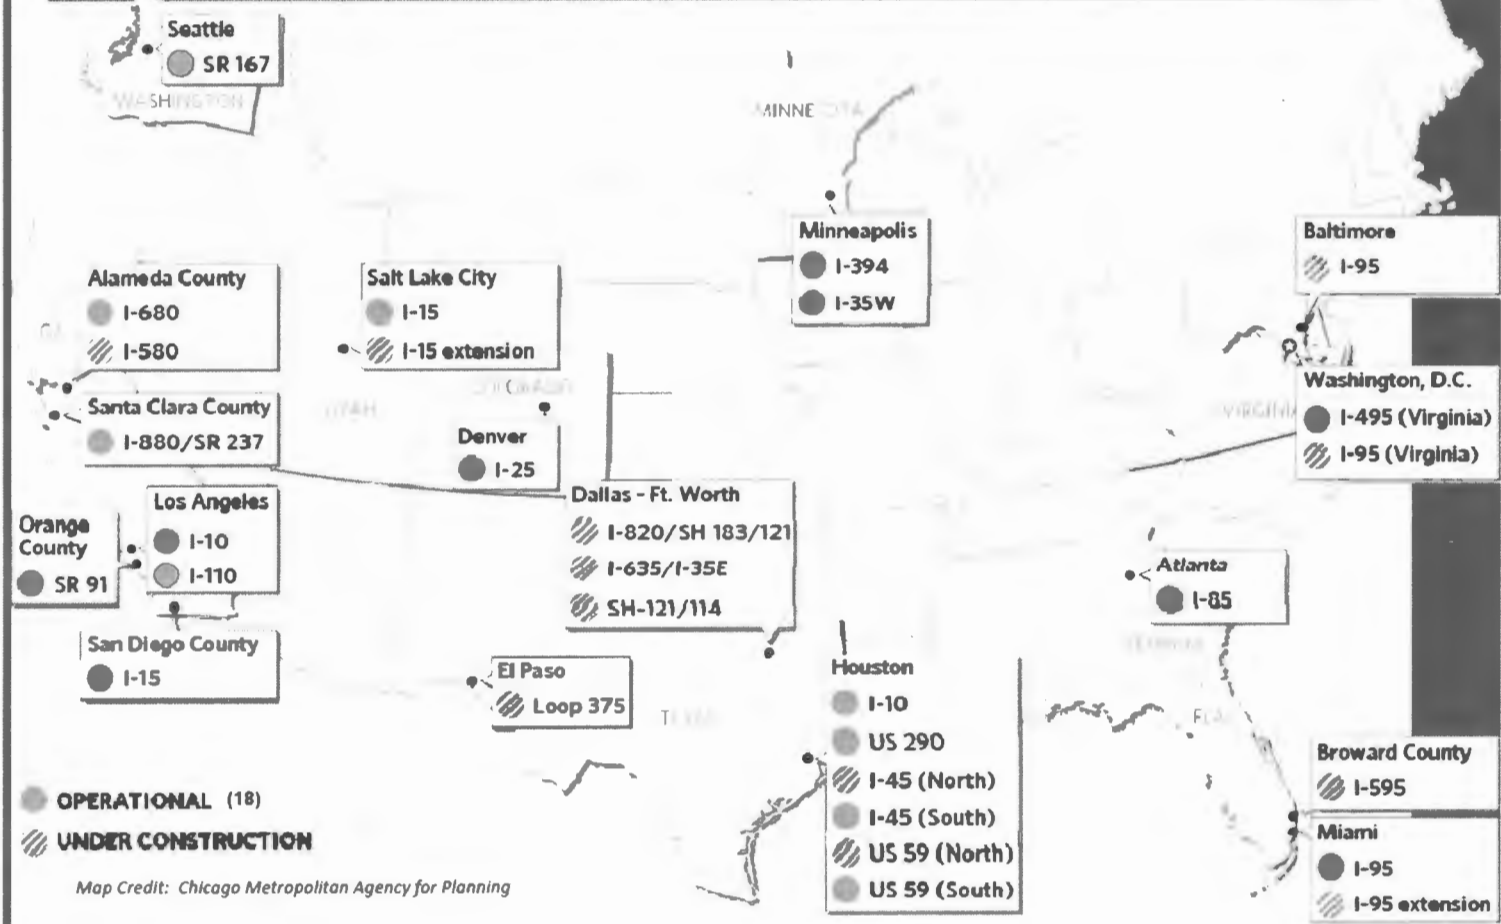 Seattle
SR 167
WASHINGTON
MINNE
Minneapolis
I-394
I-35W
Baltimore
I-95
Alameda County
I-680
I-580
Salt Lake City
I-15
I-15 extension
Santa Clara County
I-880/SR 237
UTAH
COLORADO
Denver
I-25
Washington, D.C.
I-495 (Virginia)
I-95 (Virginia)
VIRGINIA
Los Angeles
I-10
I-110
Orange
County
SR 91
San Diego County
I-15
Dallas - Ft. Worth
I-820/SH 183/121
I-635/I-35E
SH-121/114
El Paso
Loop 375
Atlanta
I-85
Houston
I-10
US 290
I-45 (North)
I-45 (South)
US 59 (North)
US 59 (South)
Broward County
I-595
Miami
I-95
I-95 extension
OPERATIONAL (18)
UNDER CONSTRUCTION
Map Credit: Chicago Metropolitan Agency for Planning